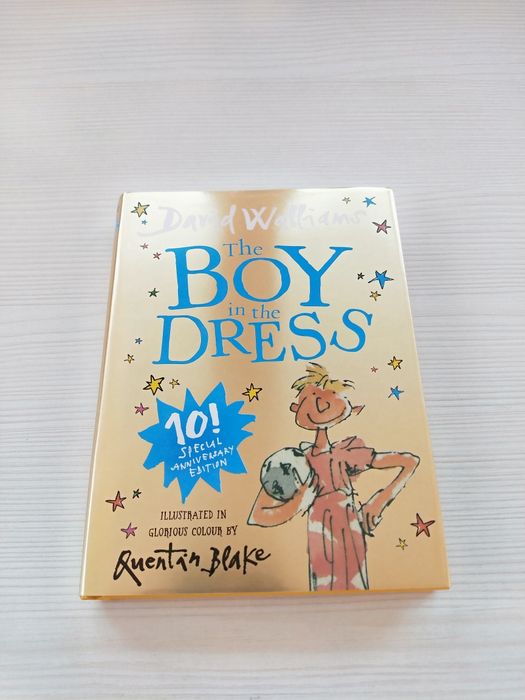 David Walliams
The
BOY
in the
DRESS
10!
SPECIAL
ANNIVERSARY
EDITION
ILLUSTRATED IN
GLORIOUS COLOUR BY
Quentin Blake